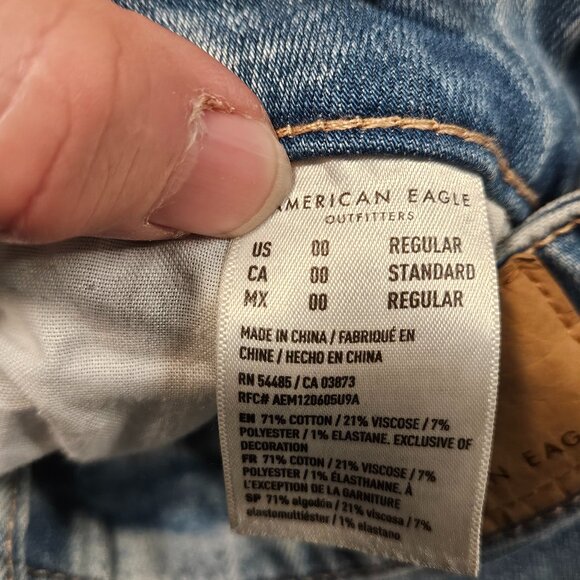 AMERICAN EAGLE
OUTFITTERS
US 00 REGULAR
CA 00 STANDARD
MX 00 REGULAR
MADE IN CHINA / FABRIQUÉ EN
CHINE / HECHO EN CHINA
RN 54485 / CA 03873
RFC# AEM120605U9A
EN 71% COTTON / 21% VISCOSE / 7%
POLYESTER / 1% ELASTANE. EXCLUSIVE OF
DECORATION
FR 71% COTON / 21% VISCOSE / 7%
POLYESTER / 1% ÉLASTHANNE. À
L'EXCEPTION DE LA GARNITURE
SP 71% algodón / 21% viscosa / 7%
elastomultiéster / 1% elastano
AN EAG